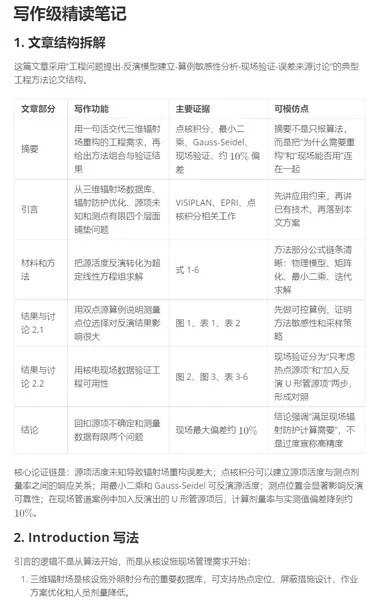 写作级精读笔记
1. 文章结构拆解
这篇文章采用“工程问题提出-反演模型建立-算例敏感性分析-现场验证-误差来源讨论”的典型
工程方法论文结构。
文章部分 写作功能 主要证据 可模仿点
摘要
用一句话交代三维辐射
场重构的工程需求，再
给出方法组合与验证结
果
点核积分、最小二
乘、Gauss-Seidel、
现场验证、约 10% 偏
差
摘要不是只报算法，
而是把“为什么需要重
构”和“现场能否用”连
在一起
引言
从三维辐射场数据库、
辐射防护优化、源项未
知和测点有限四个层面
铺垫问题
VISIPLAN、EPRI、点
核积分相关工作
先讲应用约束，再讲
已有技术，再落到本
文方案
材料和方
法
把源活度反演转化为超
定线性方程组求解
式 1-6
方法部分公式链条清
晰：物理模型、矩阵
化、最小二乘、迭代
求解
结果与讨
论 2.1
用双点源算例说明测量
点位选择对反演结果影
响很大
图 1、表 1、表 2
先做可控算例，证明
方法敏感性和采样策
略
结果与讨
论 2.2
用核电现场数据验证工
程可用性
图 2、图 3、表 3-6
现场验证分为“只考虑
热点源项”和“加入反
演 U 形管源项”两步，
形成对照
结论
回扣源项不确定和测量
数据有限两个问题
现场最大偏差约 10%
结论强调“满足现场辐
射防护计算需要”，不
是过度宣称高精度
核心论证链是：源项活度未知导致辐射场重构误差大；点核积分可以建立源项活度与测点剂
量率之间的响应关系；用最小二乘和 Gauss-Seidel 可反演源活度；测点位置会显著影响反演
可靠性；在现场管道案例中加入反演出的 U 形管源项后，计算剂量率与实测值偏差降到约
10%。
2. Introduction 写法
引言的逻辑不是从算法开始，而是从核设施现场管理需求开始：
1. 三维辐射场是核设施外照射分布的重要数据库，可支持热点定位、屏蔽措施设计、作业
方案优化和人员剂量降低。